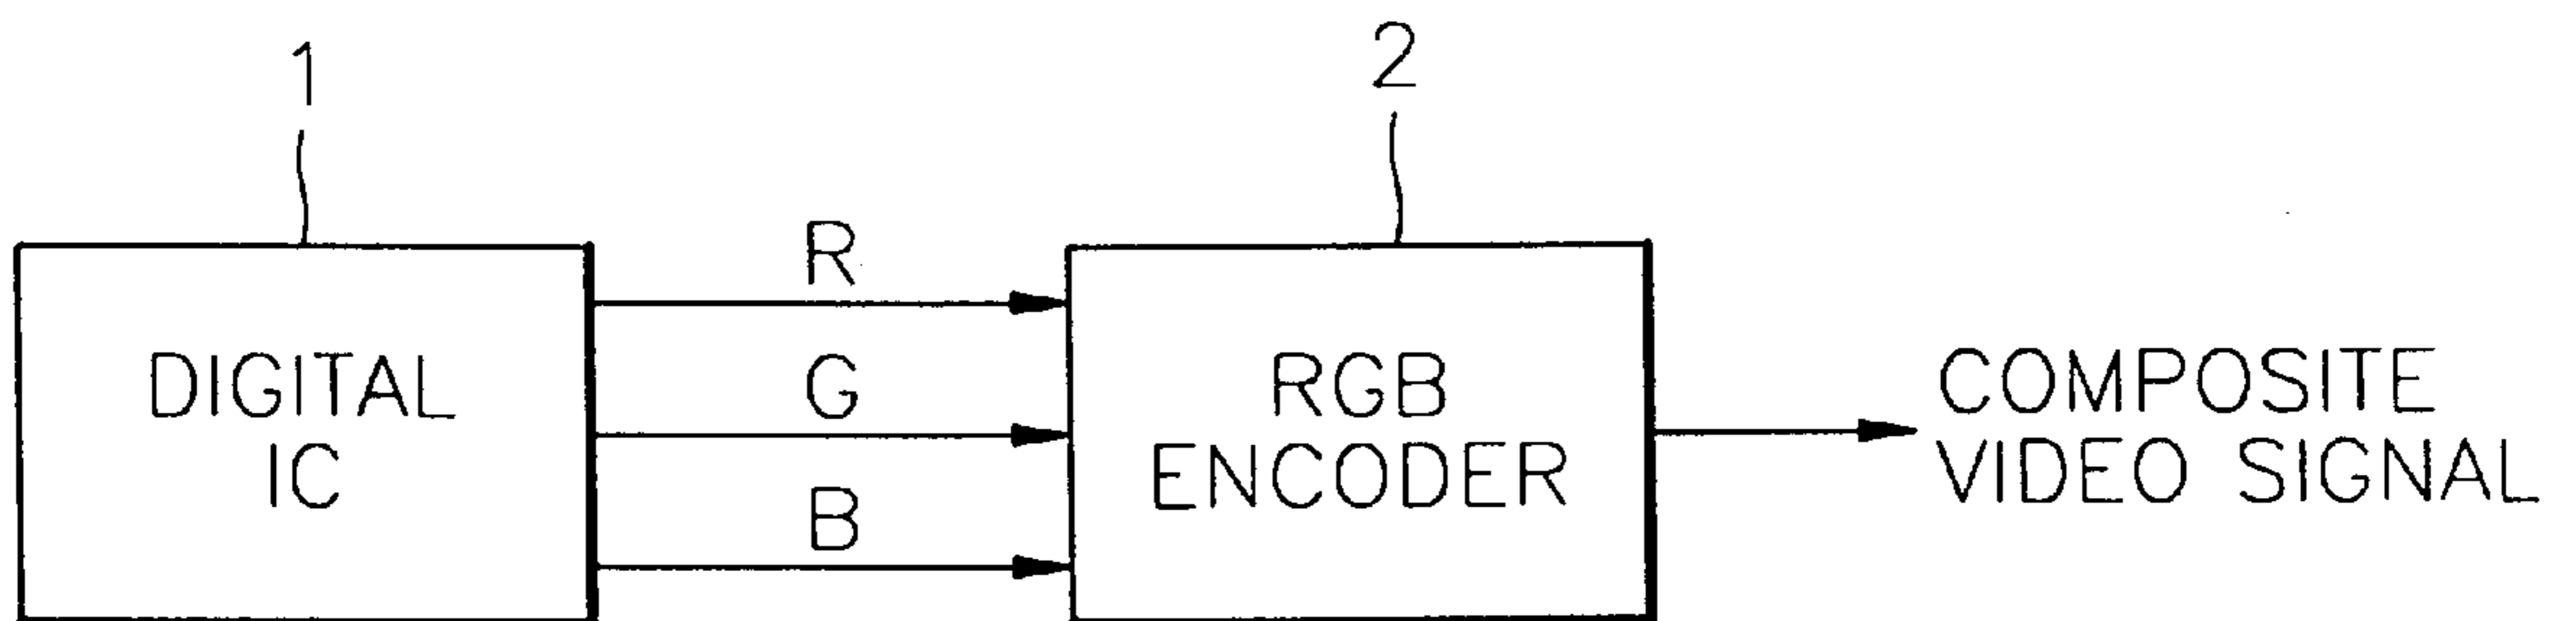 1
2
R
G
B
DIGITAL
IC
RGB
ENCODER
COMPOSITE
VIDEO SIGNAL